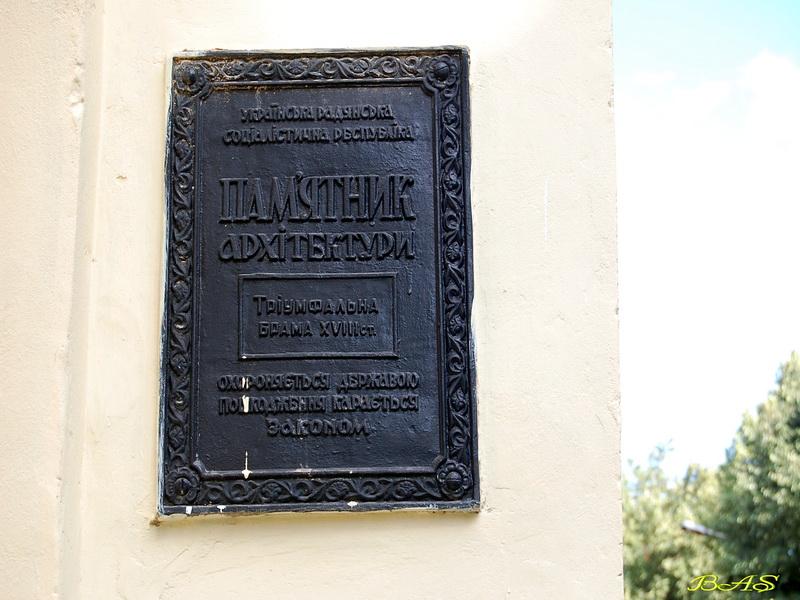 УКРАЇНСЬКА РАДЯНСЬКА
СОЦІАЛІСТИЧНА РЕСПУБЛІКА
ПАМ'ЯТНИК
АРХІТЕКТУРИ
ТРІУМФАЛЬНА
БРАМА XVIII СТ.
ОХОРОНЯЄТЬСЯ ДЕРЖАВОЮ
ПОШКОДЖЕННЯ КАРАЄТЬСЯ
ЗАКОНОМ
BAS